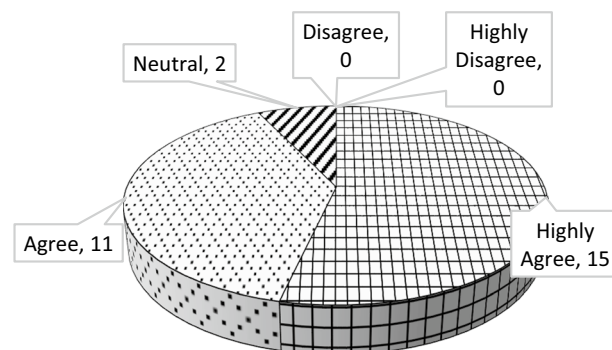 Disagree,
0
Highly
Disagree,
0
Neutral, 2
Agree, 11
Highly
Agree, 15